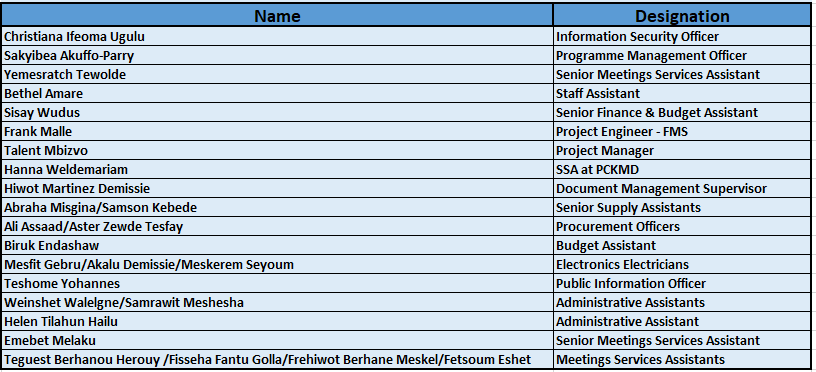 Name Designation
Christiana Ifeoma Ugulu Information Security Officer
Sakyibea Akuffo-Parry Programme Management Officer
Yemesratch Tewolde Senior Meetings Services Assistant
Bethel Amare Staff Assistant
Sisay Wudus Senior Finance & Budget Assistant
Frank Malle Project Engineer - FMS
Talent Mbizvo Project Manager
Hanna Weldemariam SSA at PCKMD
Hiwot Martinez Demissie Document Management Supervisor
Abraha Misgina/Samson Kebede Senior Supply Assistants
Ali Assaad/Aster Zewde Tesfay Procurement Officers
Biruk Endashaw Budget Assistant
Mesfit Gebru/Akalu Demissie/Meskerem Seyoum Electronics Electricians
Teshome Yohannes Public Information Officer
Weinshet Walelgne/Samrawit Meshesha Administrative Assistants
Helen Tilahun Hailu Administrative Assistant
Emebet Melaku Senior Meetings Services Assistant
Teguest Berhanou Herouy /Fisseha Fantu Golla/Frehiwot Berhane Meskel/Fetsoum Eshet Meetings Services Assistants